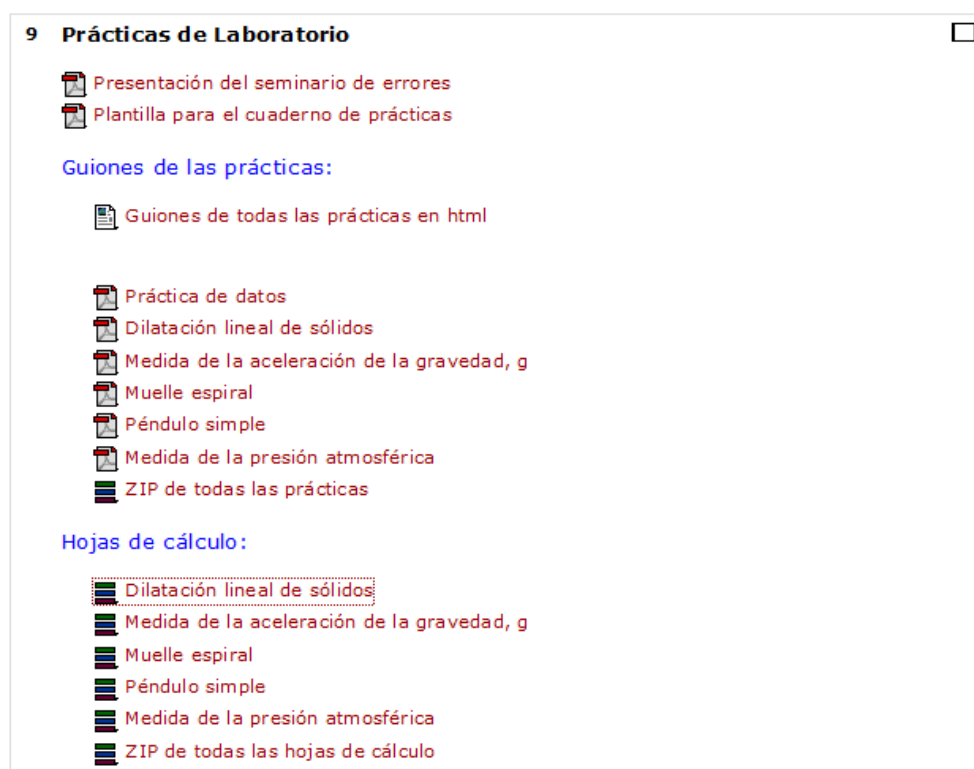 9 Prácticas de Laboratorio
Presentación del seminario de errores
Plantilla para el cuaderno de prácticas
Guiones de las prácticas:
Guiones de todas las prácticas en html
Práctica de datos
Dilatación lineal de sólidos
Medida de la aceleración de la gravedad, g
Muelle espiral
Péndulo simple
Medida de la presión atmosférica
ZIP de todas las prácticas
Hojas de cálculo:
Dilatación lineal de sólidos
Medida de la aceleración de la gravedad, g
Muelle espiral
Péndulo simple
Medida de la presión atmosférica
ZIP de todas las hojas de cálculo